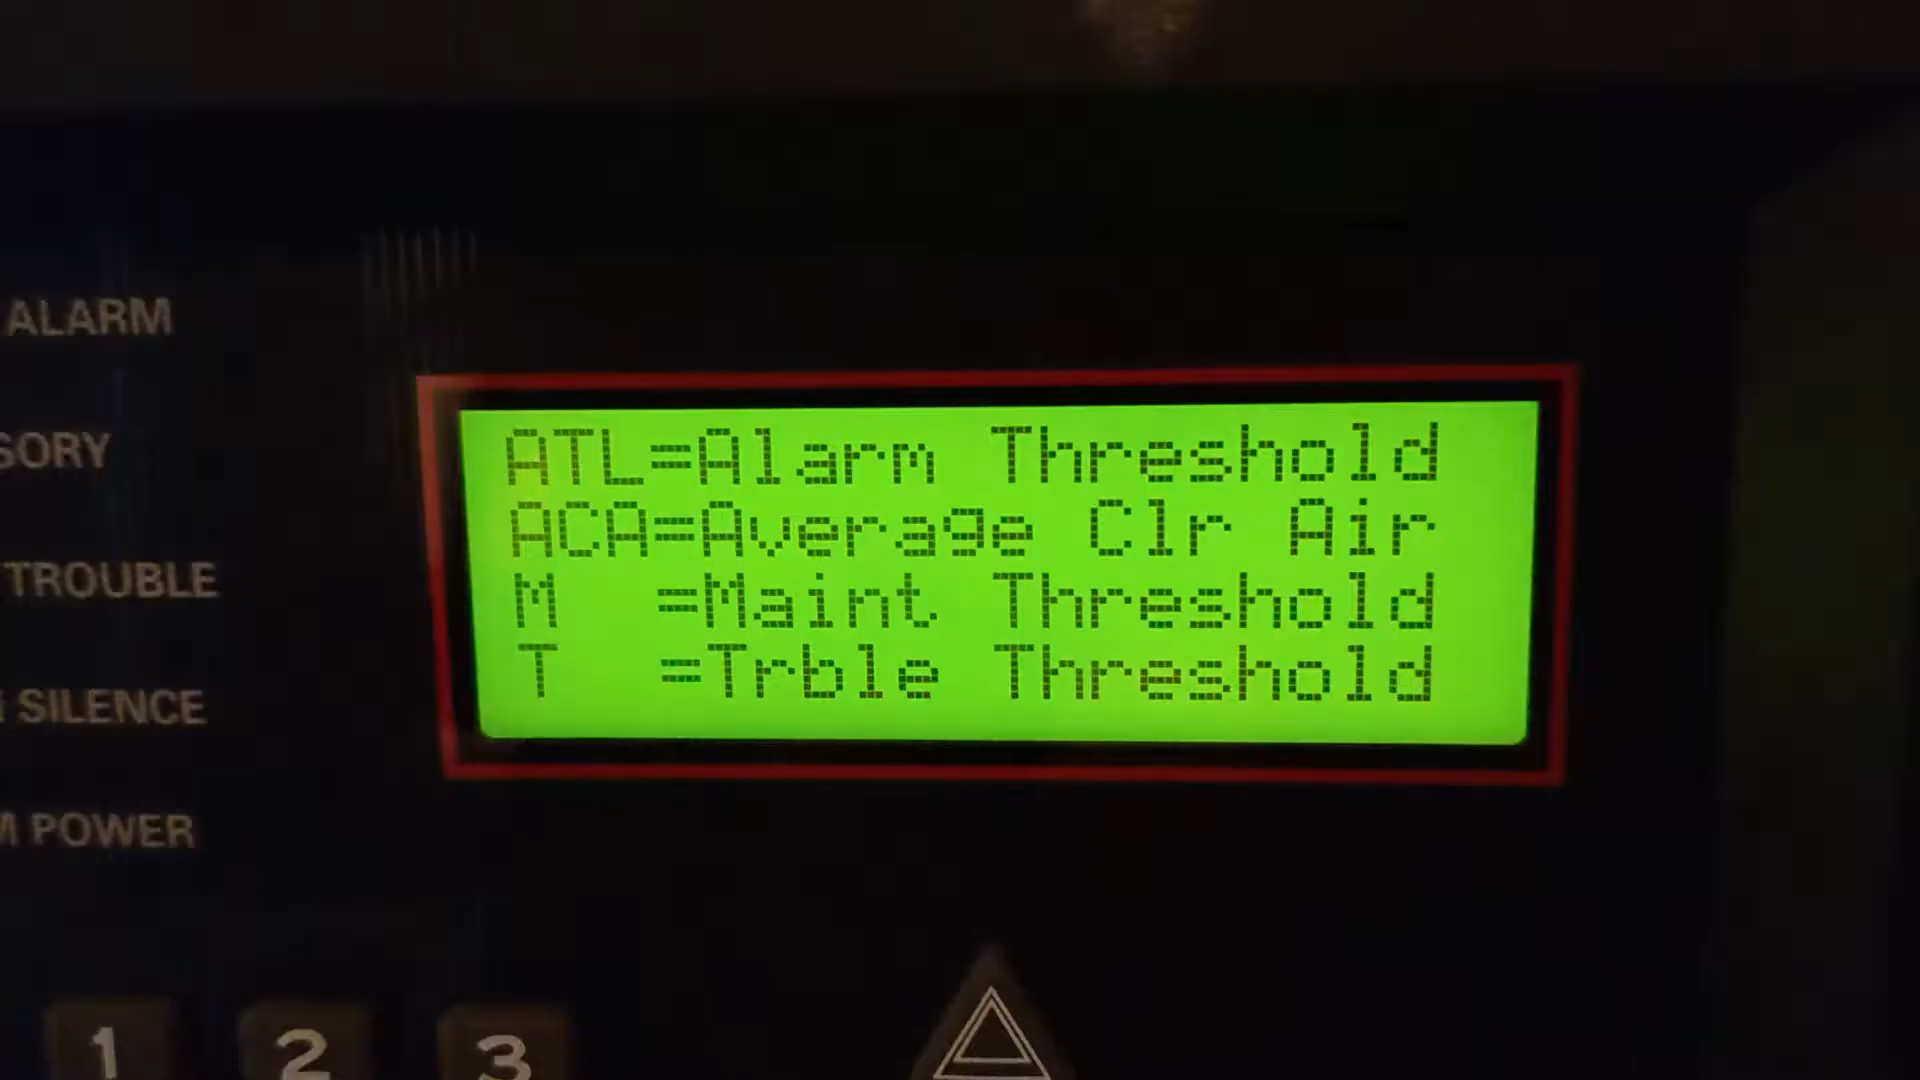 ALARM
SORY
TROUBLE
SILENCE
M POWER
ATL=Alarm Threshold
ACA=Average Clr Air
M  =Maint Threshold
T  =Trble Threshold
1 2 3